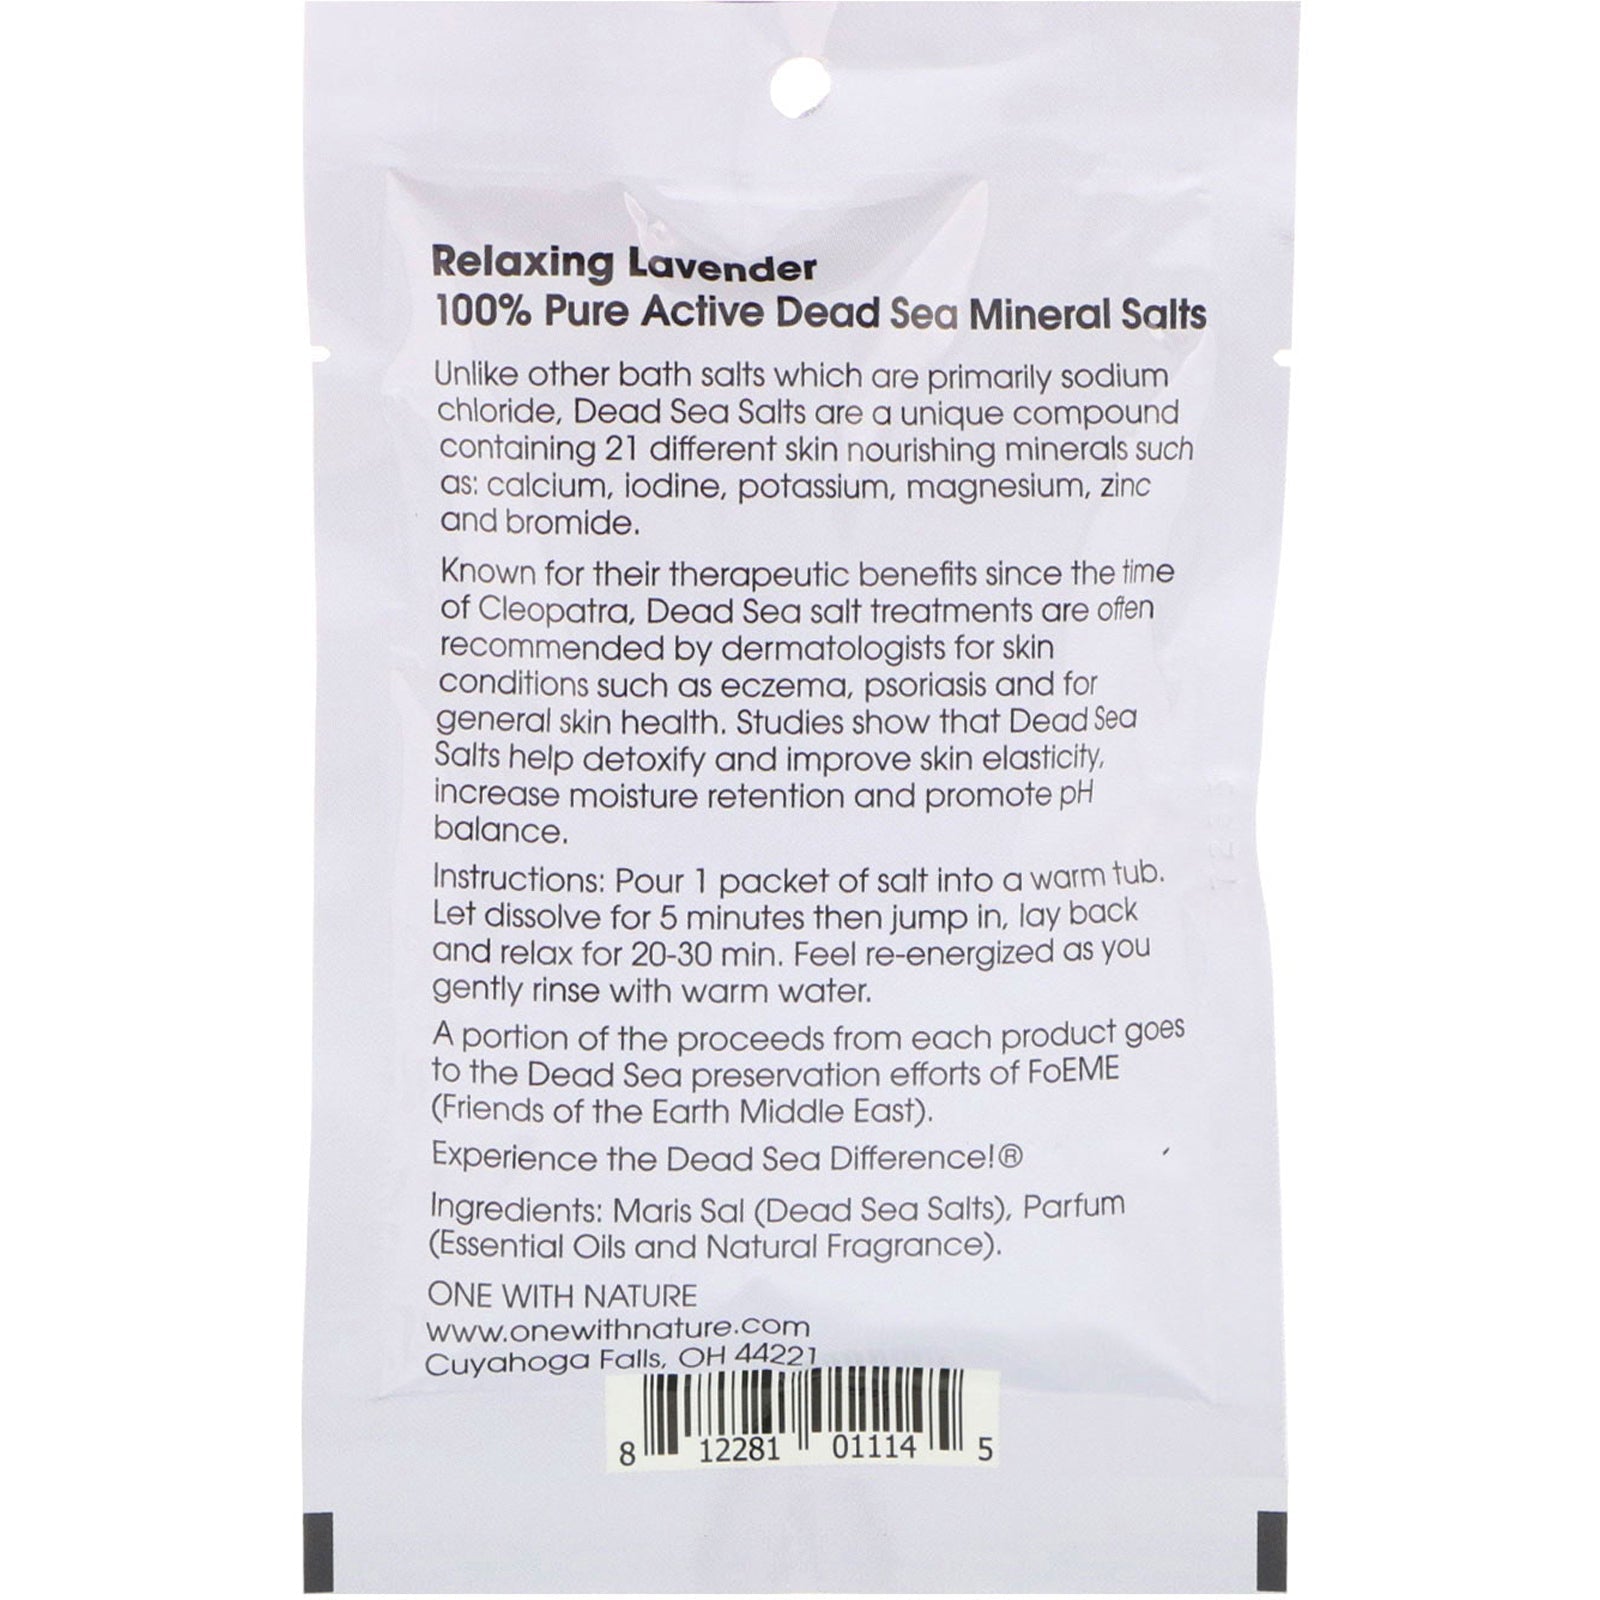 Relaxing Lavender
100% Pure Active Dead Sea Mineral Salts
Unlike other bath salts which are primarily sodium
chloride, Dead Sea Salts are a unique compound
containing 21 different skin nourishing minerals such
as: calcium, iodine, potassium, magnesium, zinc
and bromide.
Known for their therapeutic benefits since the time
of Cleopatra, Dead Sea salt treatments are often
recommended by dermatologists for skin
conditions such as eczema, psoriasis and for
general skin health. Studies show that Dead Sea
Salts help detoxify and improve skin elasticity,
increase moisture retention and promote pH
balance.
Instructions: Pour 1 packet of salt into a warm tub.
Let dissolve for 5 minutes then jump in, lay back
and relax for 20-30 min. Feel re-energized as you
gently rinse with warm water.
A portion of the proceeds from each product goes
to the Dead Sea preservation efforts of FoEME
(Friends of the Earth Middle East).
Experience the Dead Sea Difference!®
Ingredients: Maris Sal (Dead Sea Salts), Parfum
(Essential Oils and Natural Fragrance).
ONE WITH NATURE
www.onewithnature.com
Cuyahoga Falls, OH 44221
8 12281 01114 5